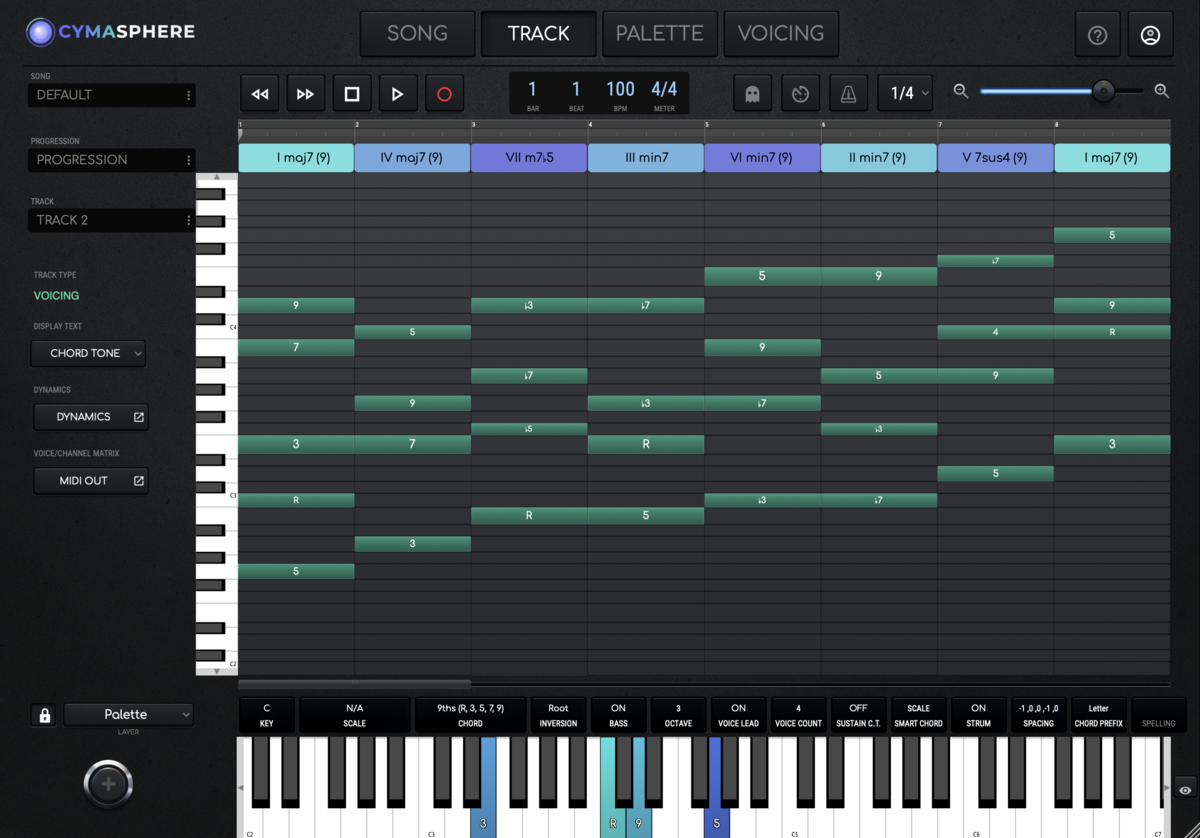 CYMASPHERE
SONG TRACK PALETTE VOICING
SONG
DEFAULT
1 1 100 4/4
BAR BEAT BPM METER
1/4
PROGRESSION
PROGRESSION
1 2 3 4 5 6 7 8
I maj7 (9) IV maj7 (9) VII m7♭5 III min7 VI min7 (9) II min7 (9) V 7sus4 (9) I maj7 (9)
TRACK
TRACK 2
5
♭7
TRACK TYPE
5 9
VOICING
9 ♭3 ♭7 9
DISPLAY TEXT
C4
5 4 R
CHORD TONE
7 9
♭7 5 9
DYNAMICS
9 ♭3 ♭7
DYNAMICS
♭5 ♭3
3 7 R 3
VOICE/CHANNEL MATRIX
5
MIDI OUT
C3
R ♭3 ♭7
R 5
3
5
C2
Palette
LAYER
C N/A 9ths (R, 3, 5, 7, 9) Root ON 3 ON 4 OFF SCALE ON -1 ,0 ,0 ,-1 ,0 Letter
KEY SCALE CHORD INVERSION BASS OCTAVE VOICE LEAD VOICE COUNT SUSTAIN C.T. SMART CHORD STRUM SPACING CHORD PREFIX SPELLING
3 R 9 5
C2 C3 C5 C6 C7